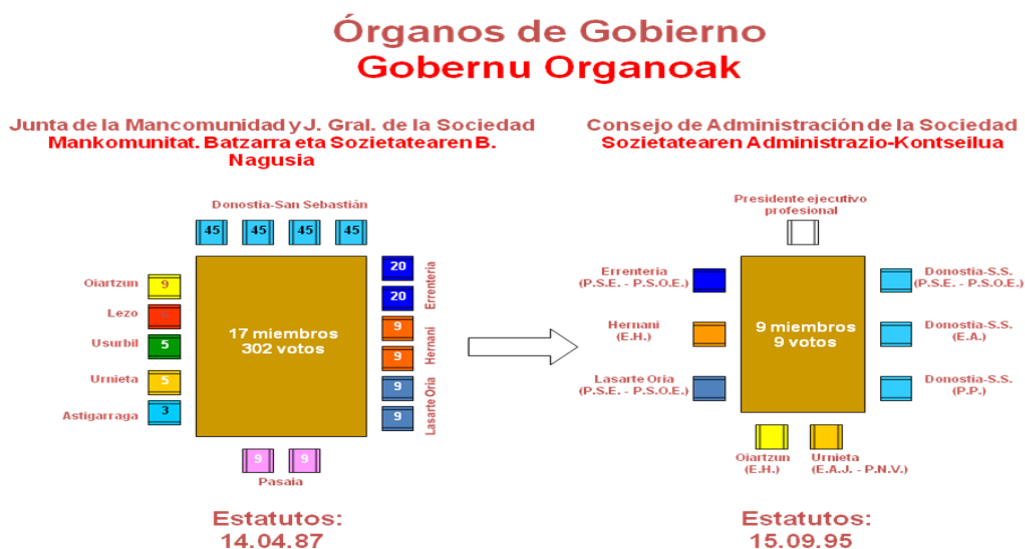 Órganos de Gobierno
Gobernu Organoak
Junta de la Mancomunidad y J. Gral. de la Sociedad
Mankomunitat. Batzarra eta Sozietatearen B.
Nagusia
Donostia-San Sebastián
45 45 45 45
Oiartzun 9
Lezo
Usurbil 5
Urnieta 5
Astigarraga 3
17 miembros
302 votos
20
20
Errenteria
9
9
Hernani
9
9
Lasarte Oria
9 9
Pasaia
Estatutos:
14.04.87
Consejo de Administración de la Sociedad
Sozietatearen Administrazio-Kontseilua
Presidente ejecutivo
profesional
Errenteria
(P.S.E. - P.S.O.E.)
Hernani
(E.H.)
Lasarte Oria
(P.S.E. - P.S.O.E.)
9 miembros
9 votos
Donostia-S.S.
(P.S.E. - P.S.O.E.)
Donostia-S.S.
(E.A.)
Donostia-S.S.
(P.P.)
Oiartzun
(E.H.)
Urnieta
(E.A.J. - P.N.V.)
Estatutos:
15.09.95